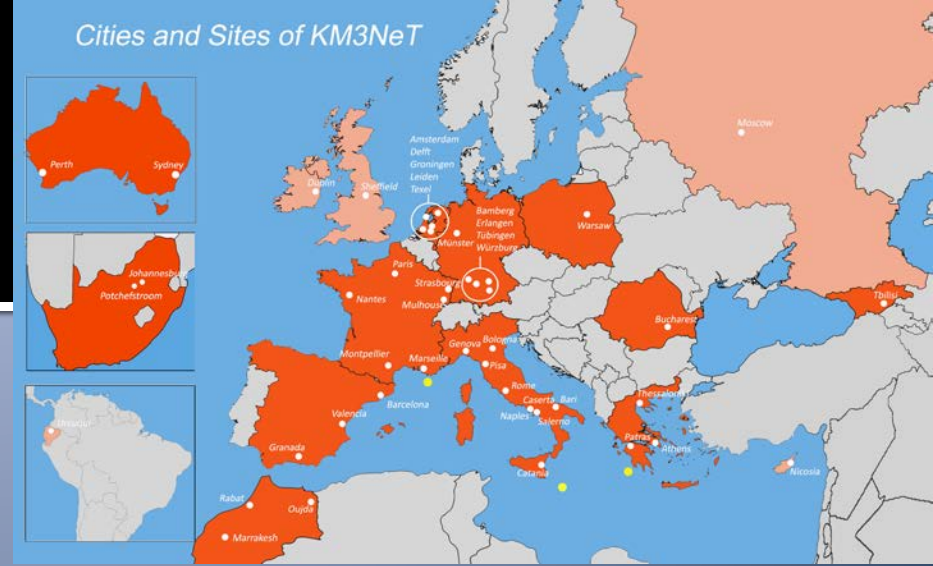 Cities and Sites of KM3NeT
Perth
Sydney
Johannesburg
Potchefstroom
Urcuquí
Moscow
Amsterdam
Delft
Groningen
Leiden
Texel
Dublin
Sheffield
Bamberg
Erlangen
Tübingen
Würzburg
Münster
Warsaw
Paris
Strasbourg
Nantes
Mulhouse
Bucharest
Tbilisi
Montpellier
Marseille
Genova
Bologna
Pisa
Rome
Caserta
Bari
Naples
Salerno
Barcelona
Valencia
Granada
Thessaloniki
Patras
Athens
Catania
Nicosia
Rabat
Oujda
Marrakesh